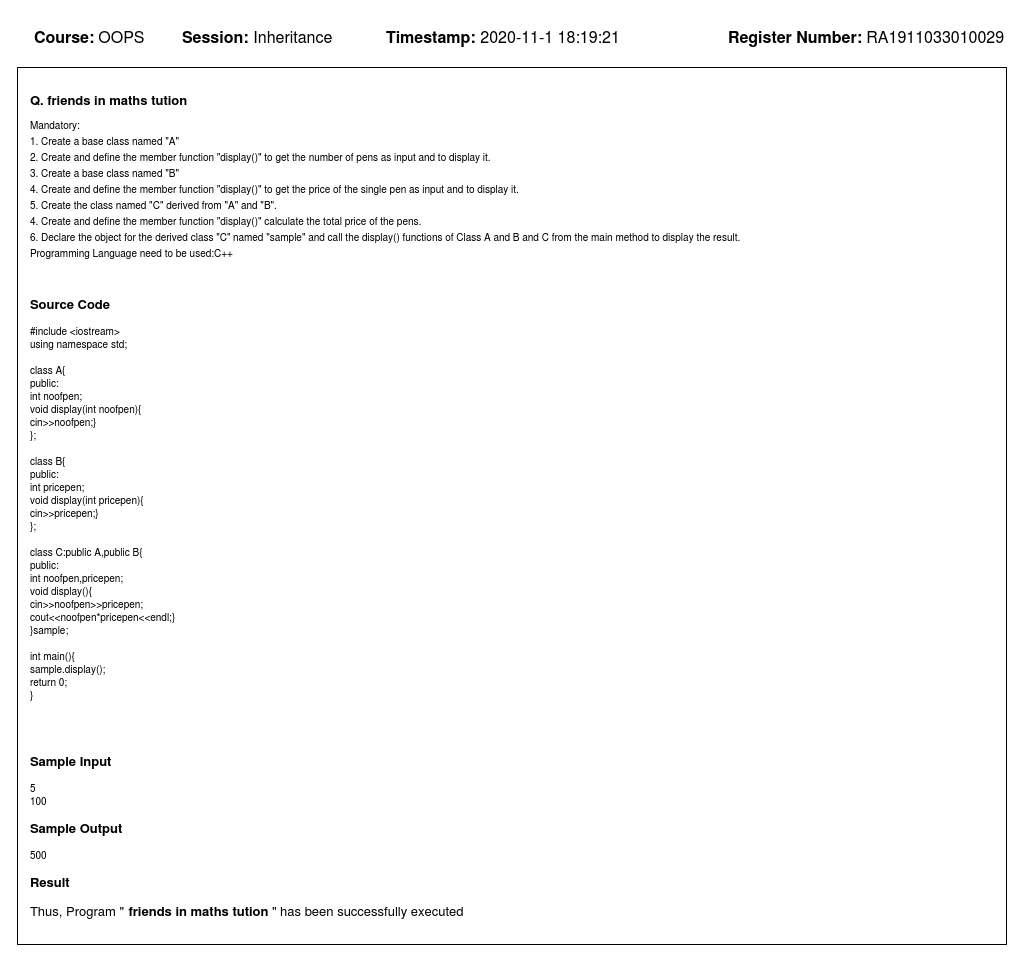 Course: OOPS Session: Inheritance Timestamp: 2020-11-1 18:19:21 Register Number: RA1911033010029
Q. friends in maths tution
Mandatory:
1. Create a base class named "A"
2. Create and define the member function "display()" to get the number of pens as input and to display it.
3. Create a base class named "B"
4. Create and define the member function "display()" to get the price of the single pen as input and to display it.
5. Create the class named "C" derived from "A" and "B".
4. Create and define the member function "display()" calculate the total price of the pens.
6. Declare the object for the derived class "C" named "sample" and call the display() functions of Class A and B and C from the main method to display the result.
Programming Language need to be used:C++
Source Code
#include <iostream>
using namespace std;
class A{
public:
int noofpen;
void display(int noofpen){
cin>>noofpen;}
};
class B{
public:
int pricepen;
void display(int pricepen){
cin>>pricepen;}
};
class C:public A,public B{
public:
int noofpen,pricepen;
void display(){
cin>>noofpen>>pricepen;
cout<<noofpen*pricepen<<endl;}
}sample;
int main(){
sample.display();
return 0;
}
Sample Input
5
100
Sample Output
500
Result
Thus, Program " friends in maths tution " has been successfully executed